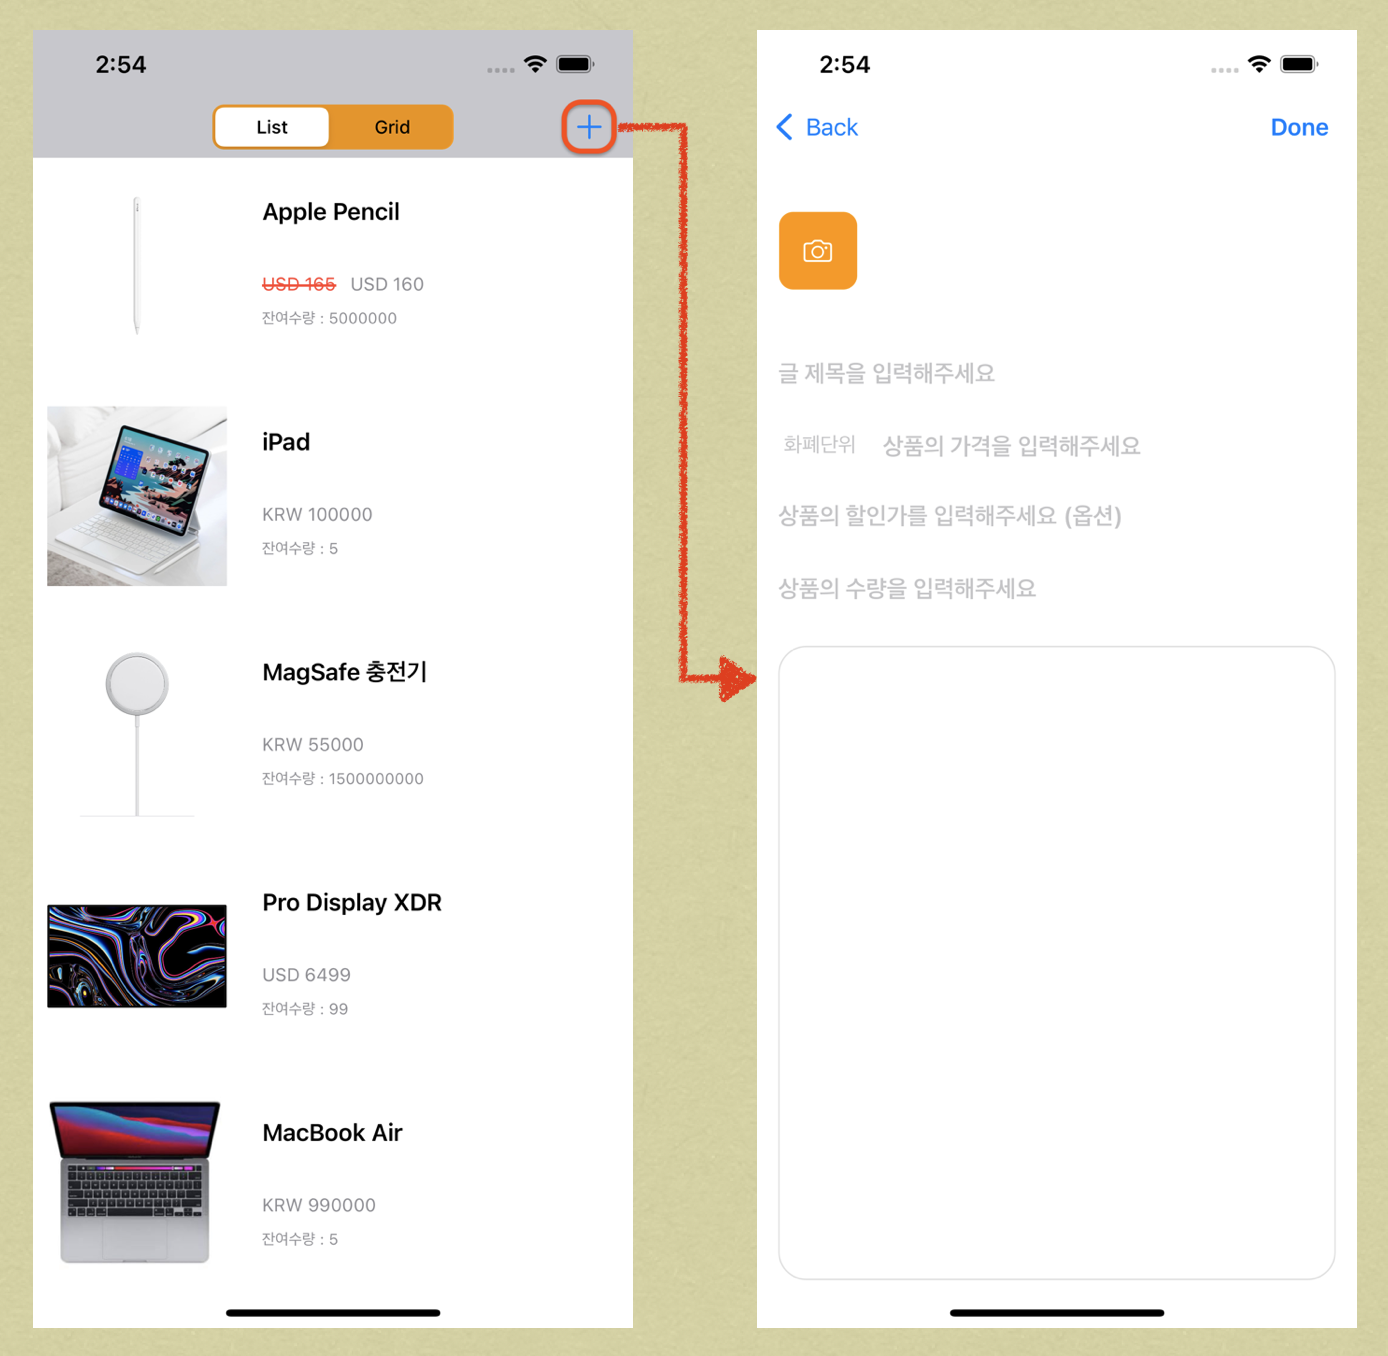 2:54
List
Grid
Apple Pencil
USD 165 USD 160
잔여수량 : 5000000
iPad
KRW 100000
잔여수량 : 5
MagSafe 충전기
KRW 55000
잔여수량 : 1500000000
Pro Display XDR
USD 6499
잔여수량 : 99
MacBook Air
KRW 990000
잔여수량 : 5
2:54
Back
Done
글 제목을 입력해주세요
화폐단위 상품의 가격을 입력해주세요
상품의 할인가를 입력해주세요 (옵션)
상품의 수량을 입력해주세요